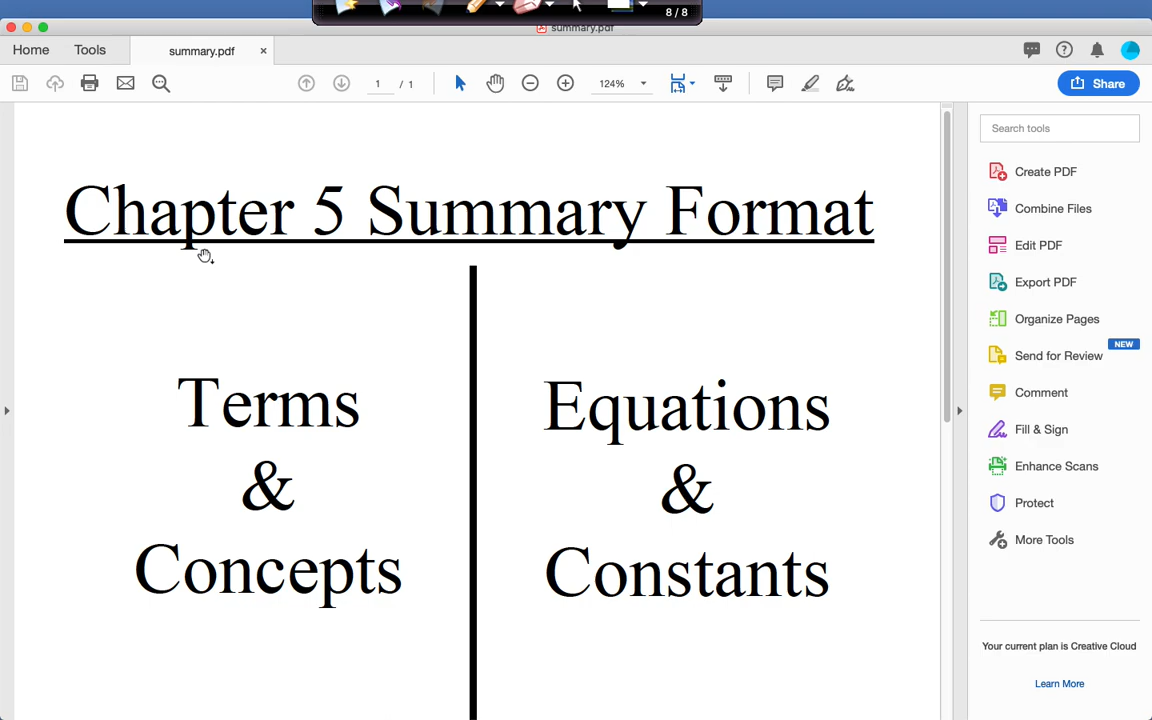 8/8
summary.pdf
Home Tools summary.pdf ×
1 / 1 124% Share
Search tools
Create PDF
Combine Files
Edit PDF
Export PDF
Organize Pages
Send for Review NEW
Comment
Fill & Sign
Enhance Scans
Protect
More Tools
Your current plan is Creative Cloud
Learn More
Chapter 5 Summary Format
Terms
&
Concepts
Equations
&
Constants